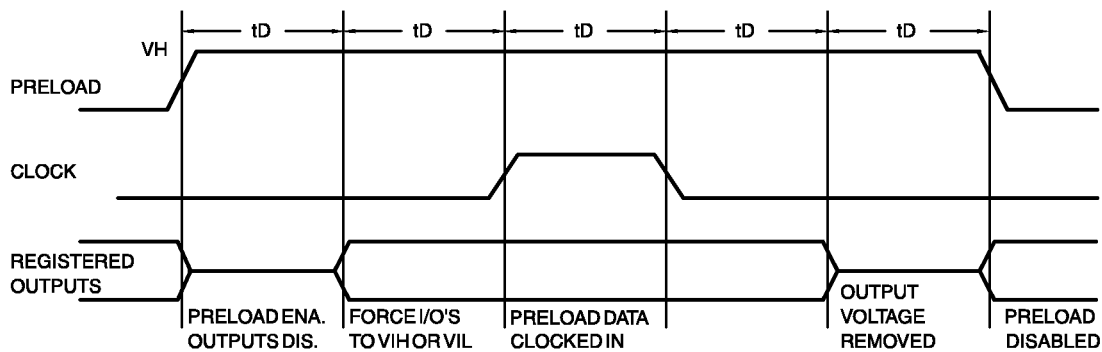 tD tD tD tD tD
VH
PRELOAD
CLOCK
REGISTERED
OUTPUTS
PRELOAD ENA.
OUTPUTS DIS.
FORCE I/O'S
TO VIH OR VIL
PRELOAD DATA
CLOCKED IN
OUTPUT
VOLTAGE
REMOVED
PRELOAD
DISABLED